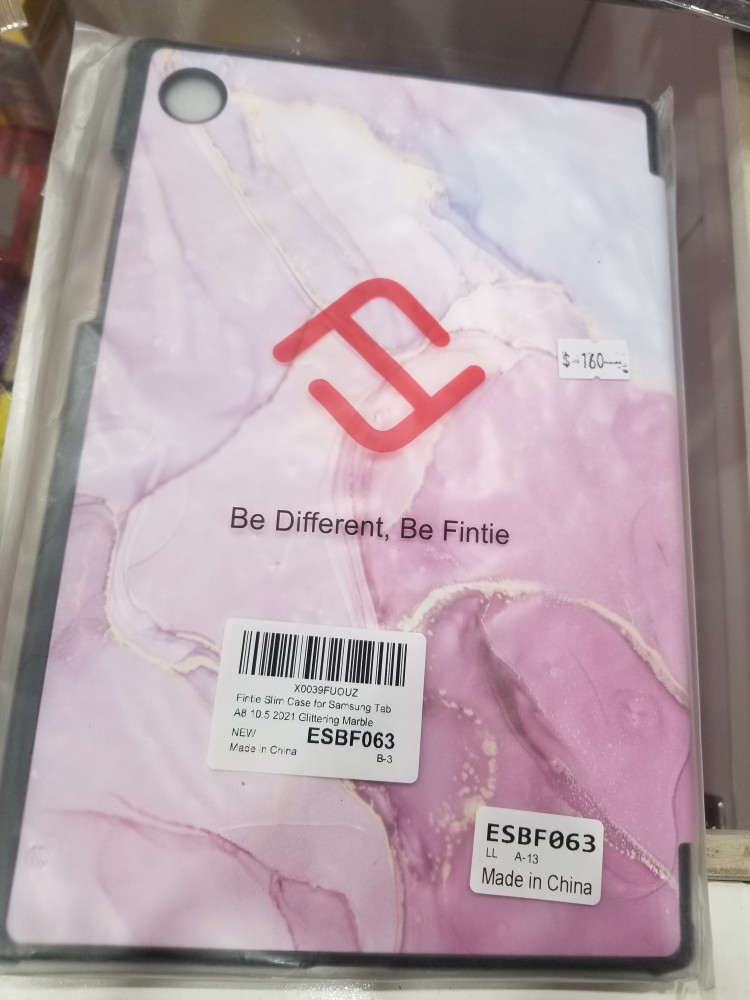 $ 160
Be Different, Be Fintie
X0039FUOUZ
Fintie Slim Case for Samsung Tab
A8 10.5 2021 Glittering Marble
NEW ESBF063
Made in China B-3
ESBF063
LL A-13
Made in China